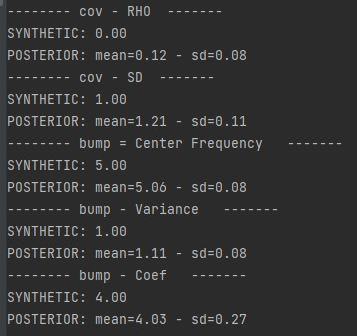 -------- cov - RHO  -------
SYNTHETIC: 0.00
POSTERIOR: mean=0.12 - sd=0.08
-------- cov - SD  -------
SYNTHETIC: 1.00
POSTERIOR: mean=1.21 - sd=0.11
-------- bump = Center Frequency   -------
SYNTHETIC: 5.00
POSTERIOR: mean=5.06 - sd=0.08
-------- bump - Variance   -------
SYNTHETIC: 1.00
POSTERIOR: mean=1.11 - sd=0.08
-------- bump - Coef   -------
SYNTHETIC: 4.00
POSTERIOR: mean=4.03 - sd=0.27